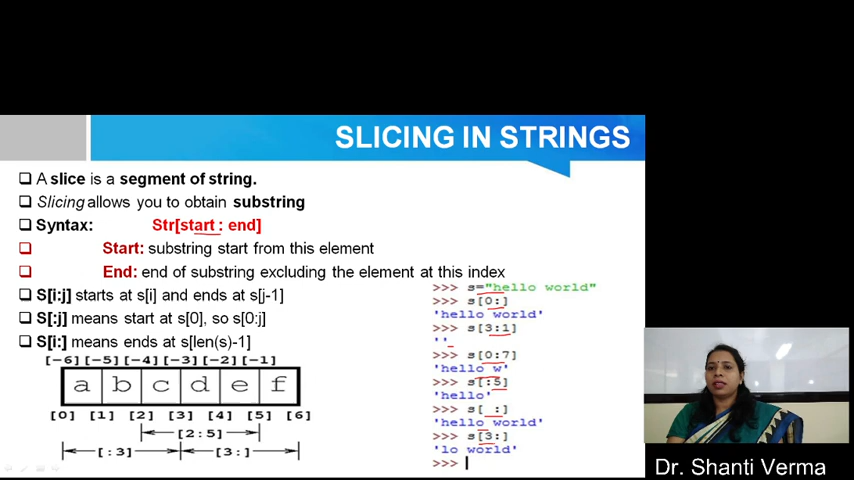 SLICING IN STRINGS
A slice is a segment of string.
Slicing allows you to obtain substring
Syntax: Str[start : end]
Start: substring start from this element
End: end of substring excluding the element at this index
S[i:j] starts at s[i] and ends at s[j-1]
S[:j] means start at s[0], so s[0:j]
S[i:] means ends at s[len(s)-1]
[-6] [-5] [-4] [-3] [-2] [-1]
a b c d e f
[0] [1] [2] [3] [4] [5] [6]
[2:5]
[:3] [3:]
>>> s="hello world"
>>> s[0:]
'hello world'
>>> s[3:1]
''
>>> s[0:7]
'hello w'
>>> s[:5]
'hello'
>>> s[ :]
'hello world'
>>> s[3:]
'lo world'
>>>
Dr. Shanti Verma